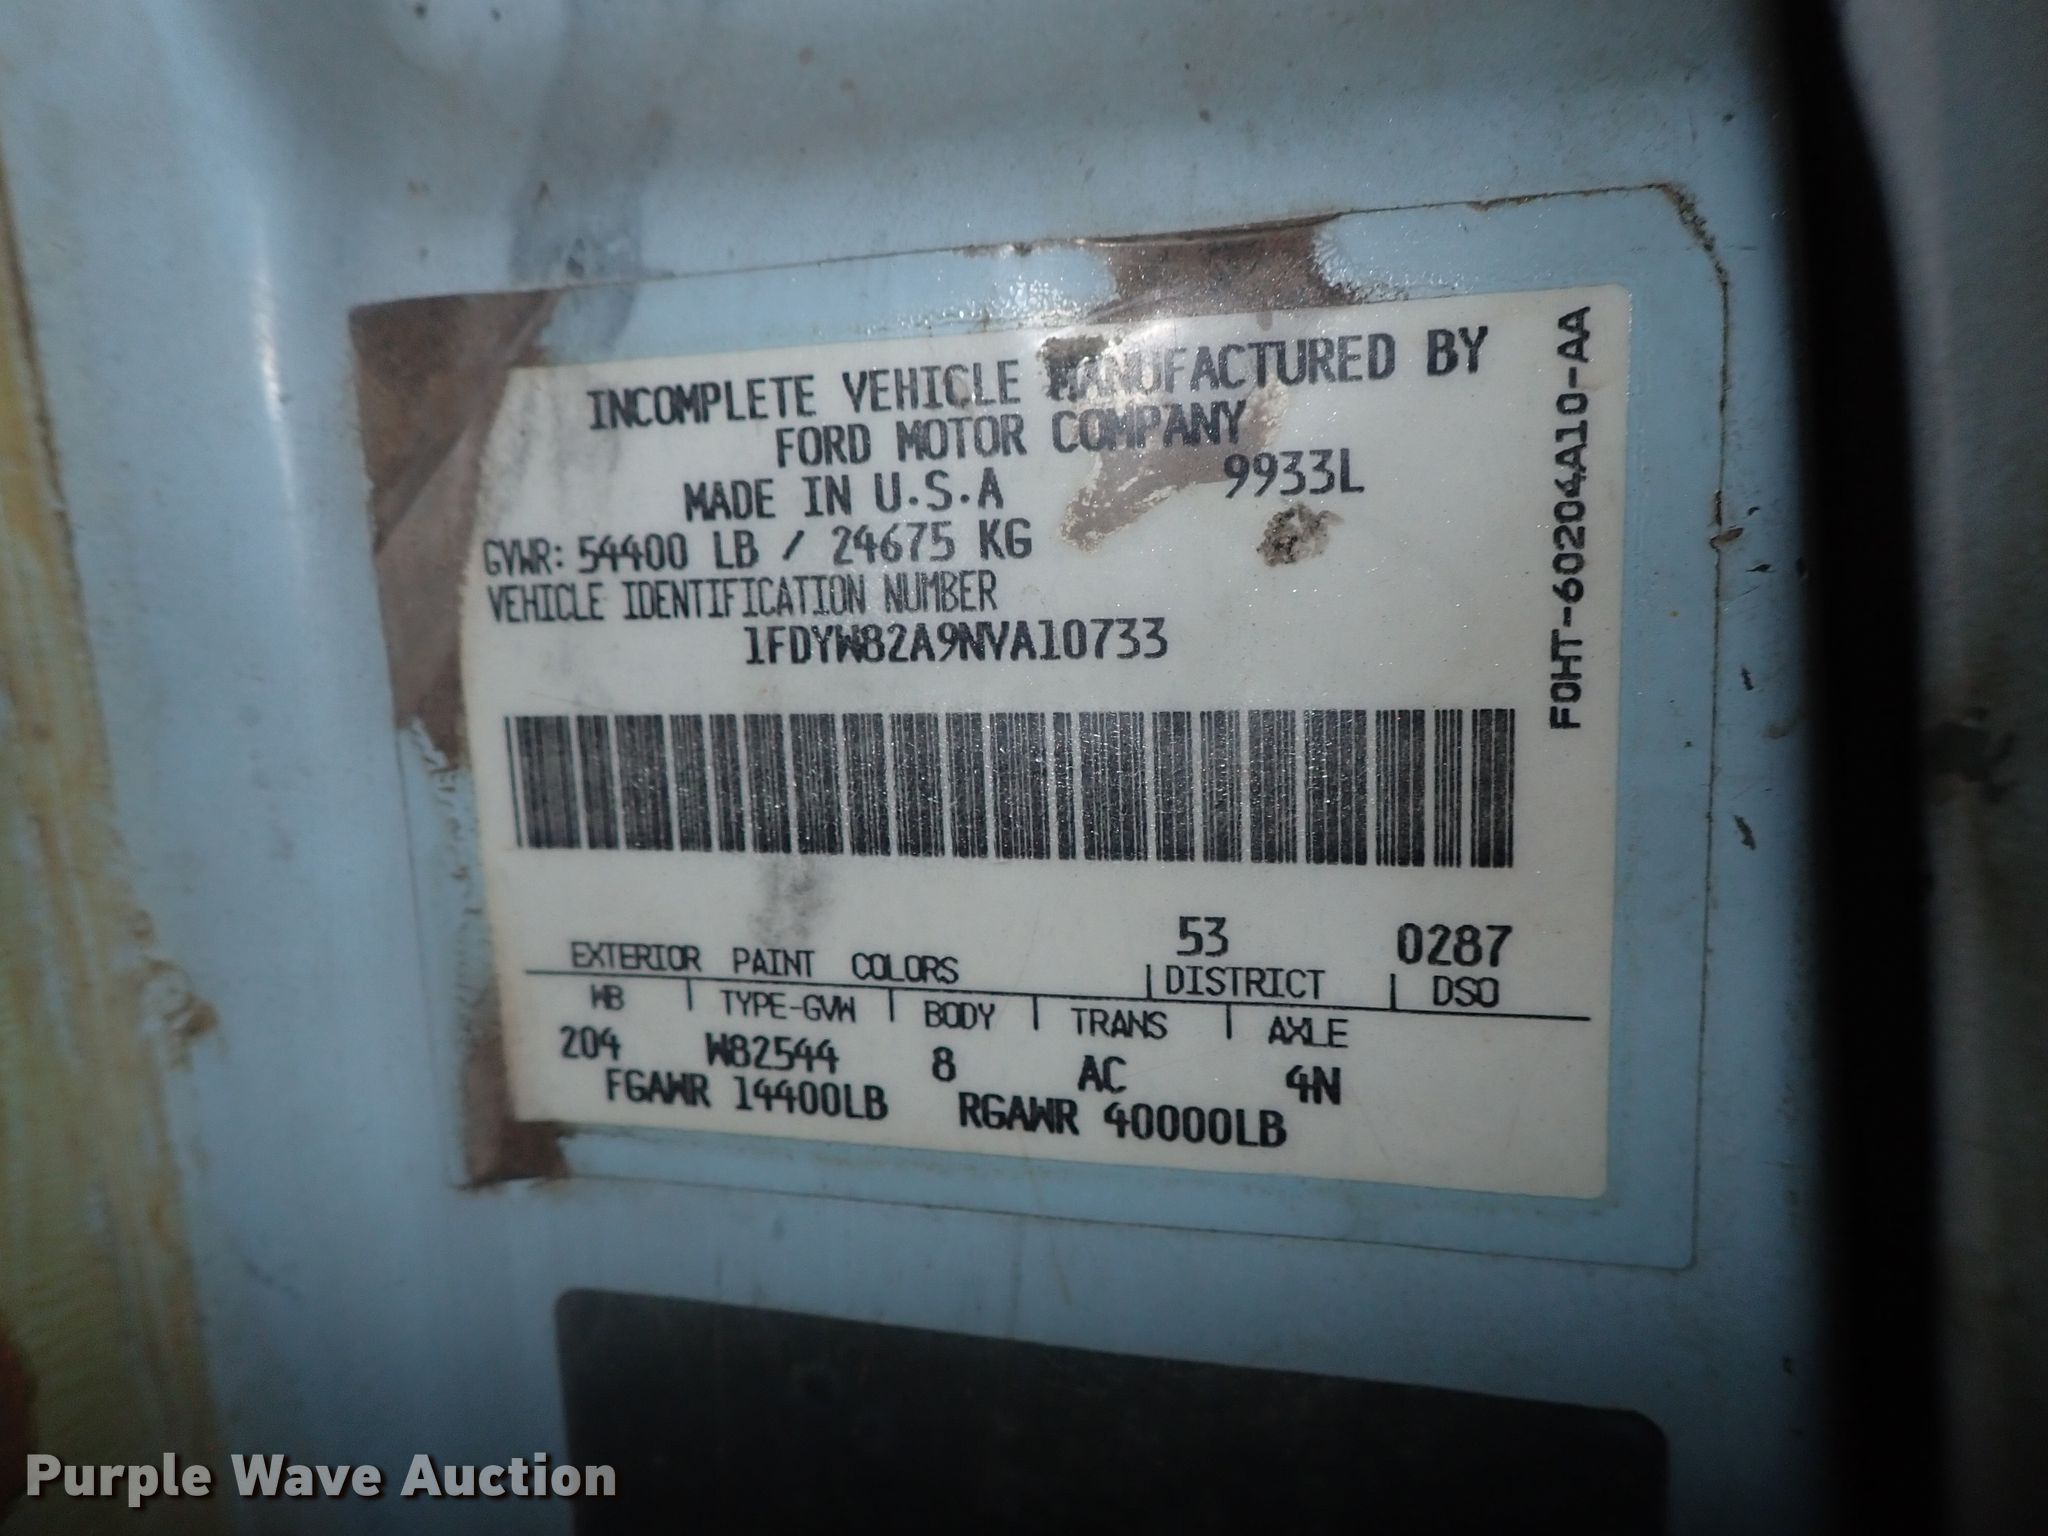 INCOMPLETE VEHICLE MANUFACTURED BY
FORD MOTOR COMPANY
MADE IN U.S.A 9933L
GVWR: 54400 LB / 24675 KG
VEHICLE IDENTIFICATION NUMBER
1FDYW82A9NVA10733
F0HT-60204A10-AA
53 0287
EXTERIOR PAINT COLORS DISTRICT DSO
WB TYPE-GVW BODY TRANS AXLE
204 W82544 8 AC 4N
FGAWR 14400LB RGAWR 40000LB
Purple Wave Auction